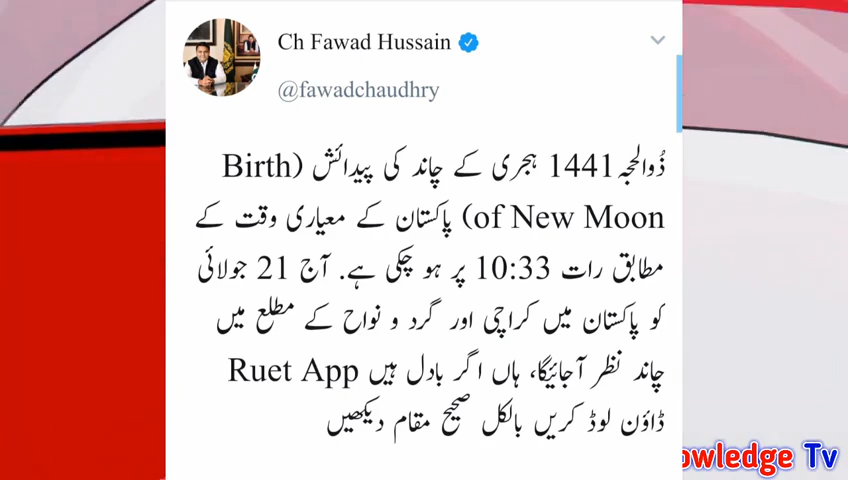 Ch Fawad Hussain
@fawadchaudhry
ذُوالحجہ 1441 ہجری کے چاند کی پیدائش (Birth
of New Moon) پاکستان کے معیاری وقت کے
مطابق رات 10:33 پر ہو چکی ہے. آج 21 جولائی
کو پاکستان میں کراچی اور گرد و نواح کے مطلع میں
چاند نظر آجائیگا، ہاں اگر بادل ہیں Ruet App
ڈاؤن لوڈ کریں بالکل صحیح مقام دیکھیں
owledge Tv